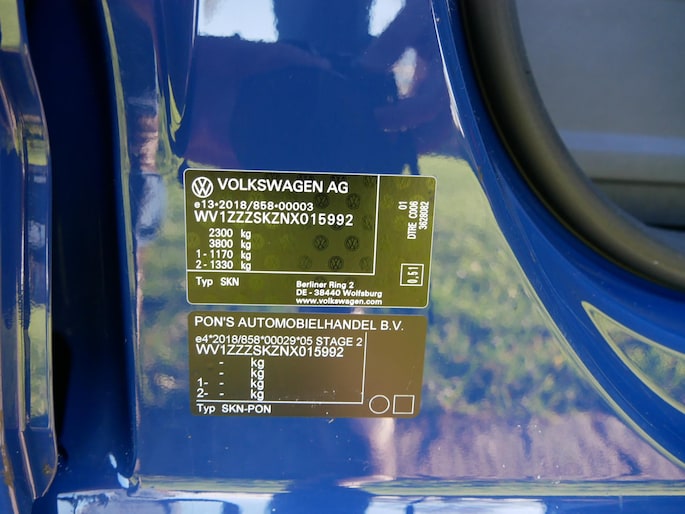 VOLKSWAGEN AG
e13*2018/858*00003
WV1ZZZSKZNX015992
2300 kg
3800 kg
1 - 1170 kg
2 - 1330 kg
Typ SKN
Berliner Ring 2
DE - 38440 Wolfsburg
www.volkswagen.com
01
DTRE C006
3628082
0,51
PON'S AUTOMOBIELHANDEL B.V.
e4*2018/858*00029*05 STAGE 2
WV1ZZZSKZNX015992
- kg
- kg
1- - kg
2- - kg
Typ SKN-PON